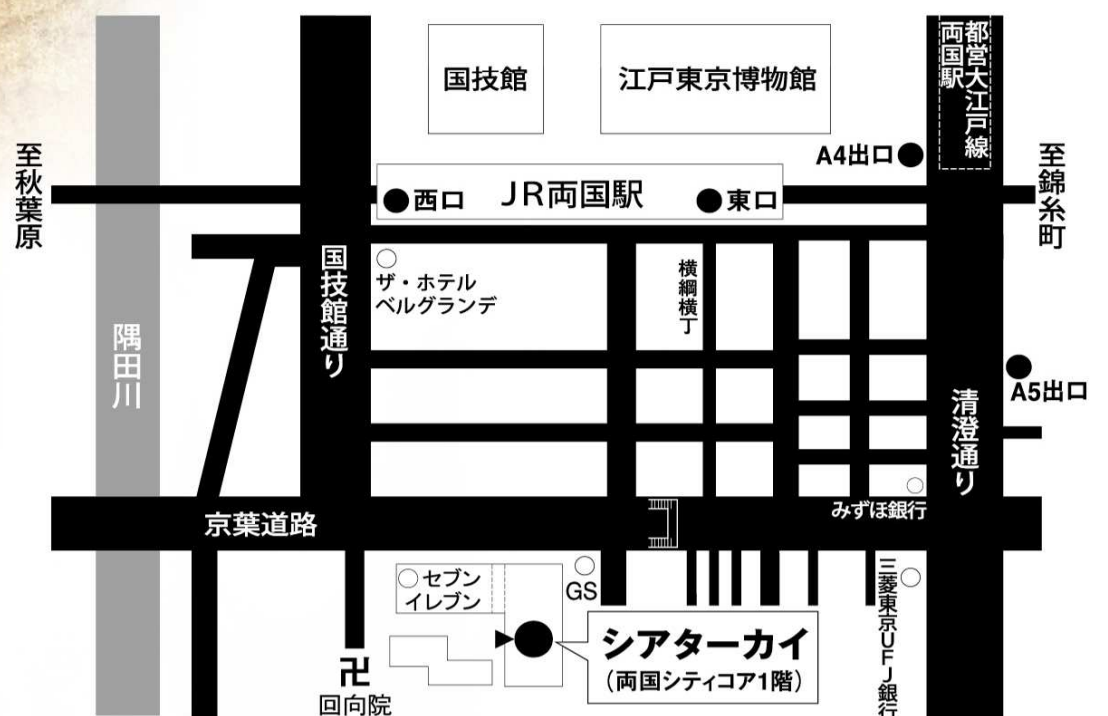 国技館
江戸東京博物館
都営大江戸線
両国駅
A4出口
至秋葉原
至錦糸町
西口
JR両国駅
東口
国技館通り
ザ・ホテル
ベルグランデ
横綱横丁
隅田川
A5出口
清澄通り
みずほ銀行
京葉道路
セブン
イレブン
GS
三菱東京UFJ銀行
シアターカイ
(両国シティコア1階)
卍
回向院